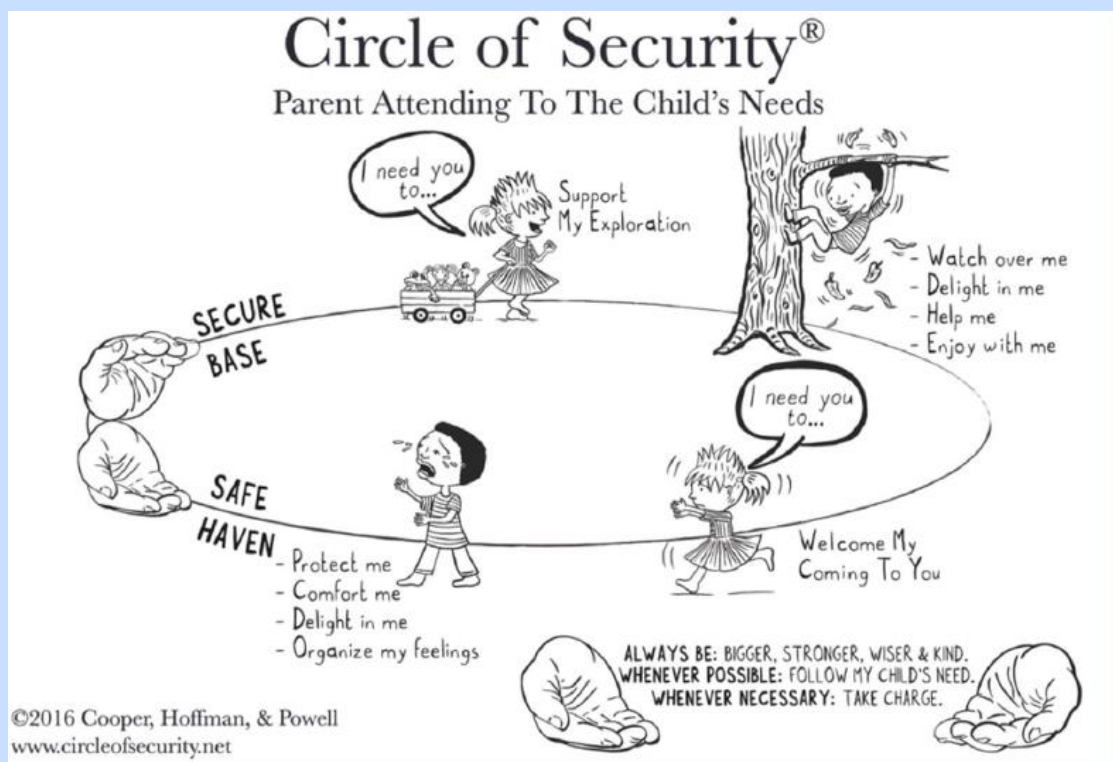 Circle of Security®
Parent Attending To The Child's Needs
I need you
to...
Support
My Exploration
- Watch over me
- Delight in me
- Help me
- Enjoy with me
SECURE
BASE
I need you
to...
SAFE
HAVEN
Welcome My
Coming To You
- Protect me
- Comfort me
- Delight in me
- Organize my feelings
ALWAYS BE: BIGGER, STRONGER, WISER & KIND.
WHENEVER POSSIBLE: FOLLOW MY CHILD'S NEED.
WHENEVER NECESSARY: TAKE CHARGE.
©2016 Cooper, Hoffman, & Powell
www.circleofsecurity.net